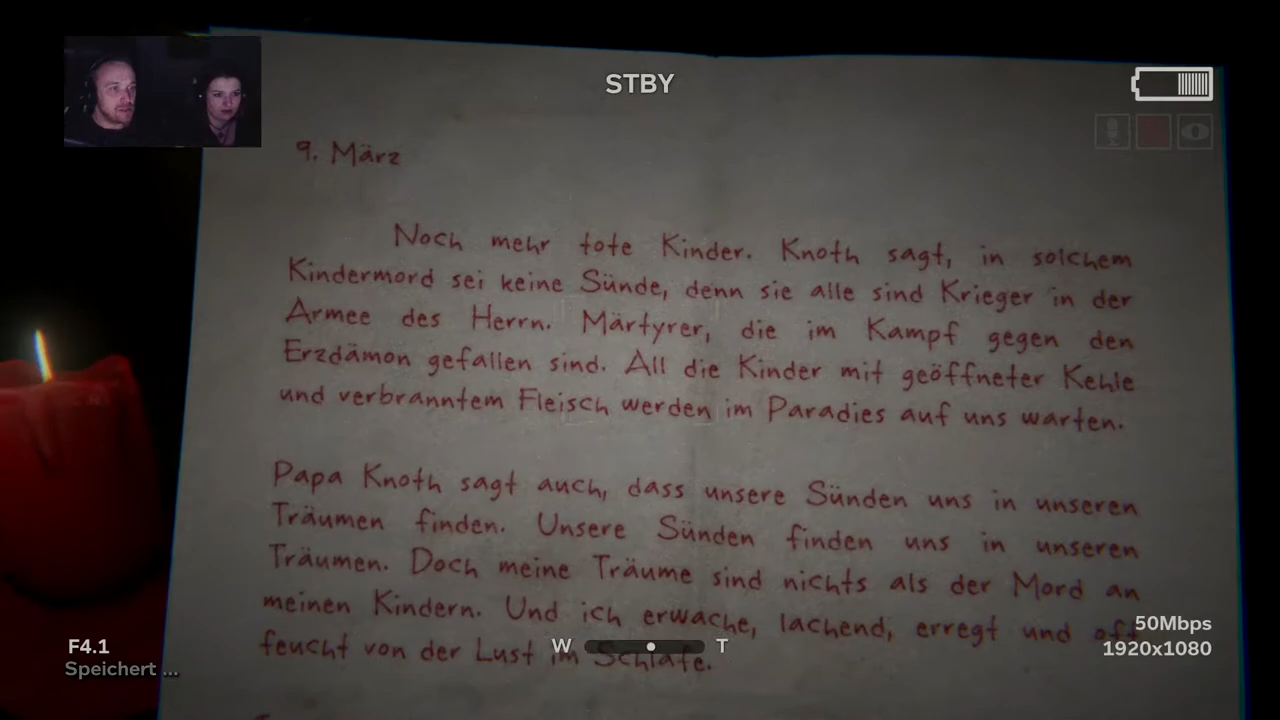 STBY
9. März
Noch mehr tote Kinder. Knoth sagt, in solchem
Kindermord sei keine Sünde, denn sie alle sind Krieger in der
Armee des Herrn. Märtyrer, die im Kampf gegen den
Erzdämon gefallen sind. All die Kinder mit geöffneter Kehle
und verbranntem Fleisch werden im Paradies auf uns warten.
Papa Knoth sagt auch, dass unsere Sünden uns in unseren
Träumen finden. Unsere Sünden finden uns in unseren
Träumen. Doch meine Träume sind nichts als der Mord an
meinen Kindern. Und ich erwache, lachend, erregt und oft
feucht von der Lust im Schlafe.
F4.1
Speichert ...
W T
50Mbps
1920x1080